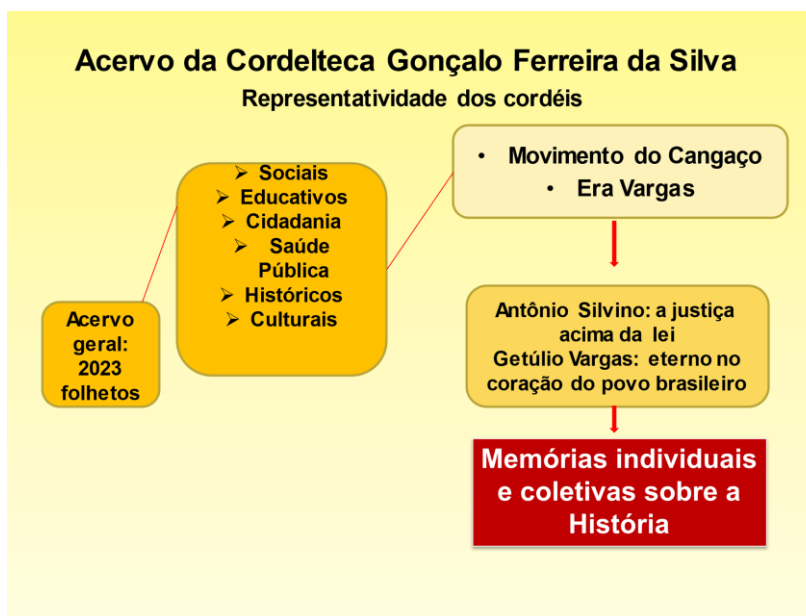 Acervo da Cordelteca Gonçalo Ferreira da Silva
Representatividade dos cordéis
Acervo
geral:
2023
folhetos
➢ Sociais
➢ Educativos
➢ Cidadania
➢ Saúde
Pública
➢ Históricos
➢ Culturais
• Movimento do Cangaço
• Era Vargas
Antônio Silvino: a justiça
acima da lei
Getúlio Vargas: eterno no
coração do povo brasileiro
Memórias individuais
e coletivas sobre a
História